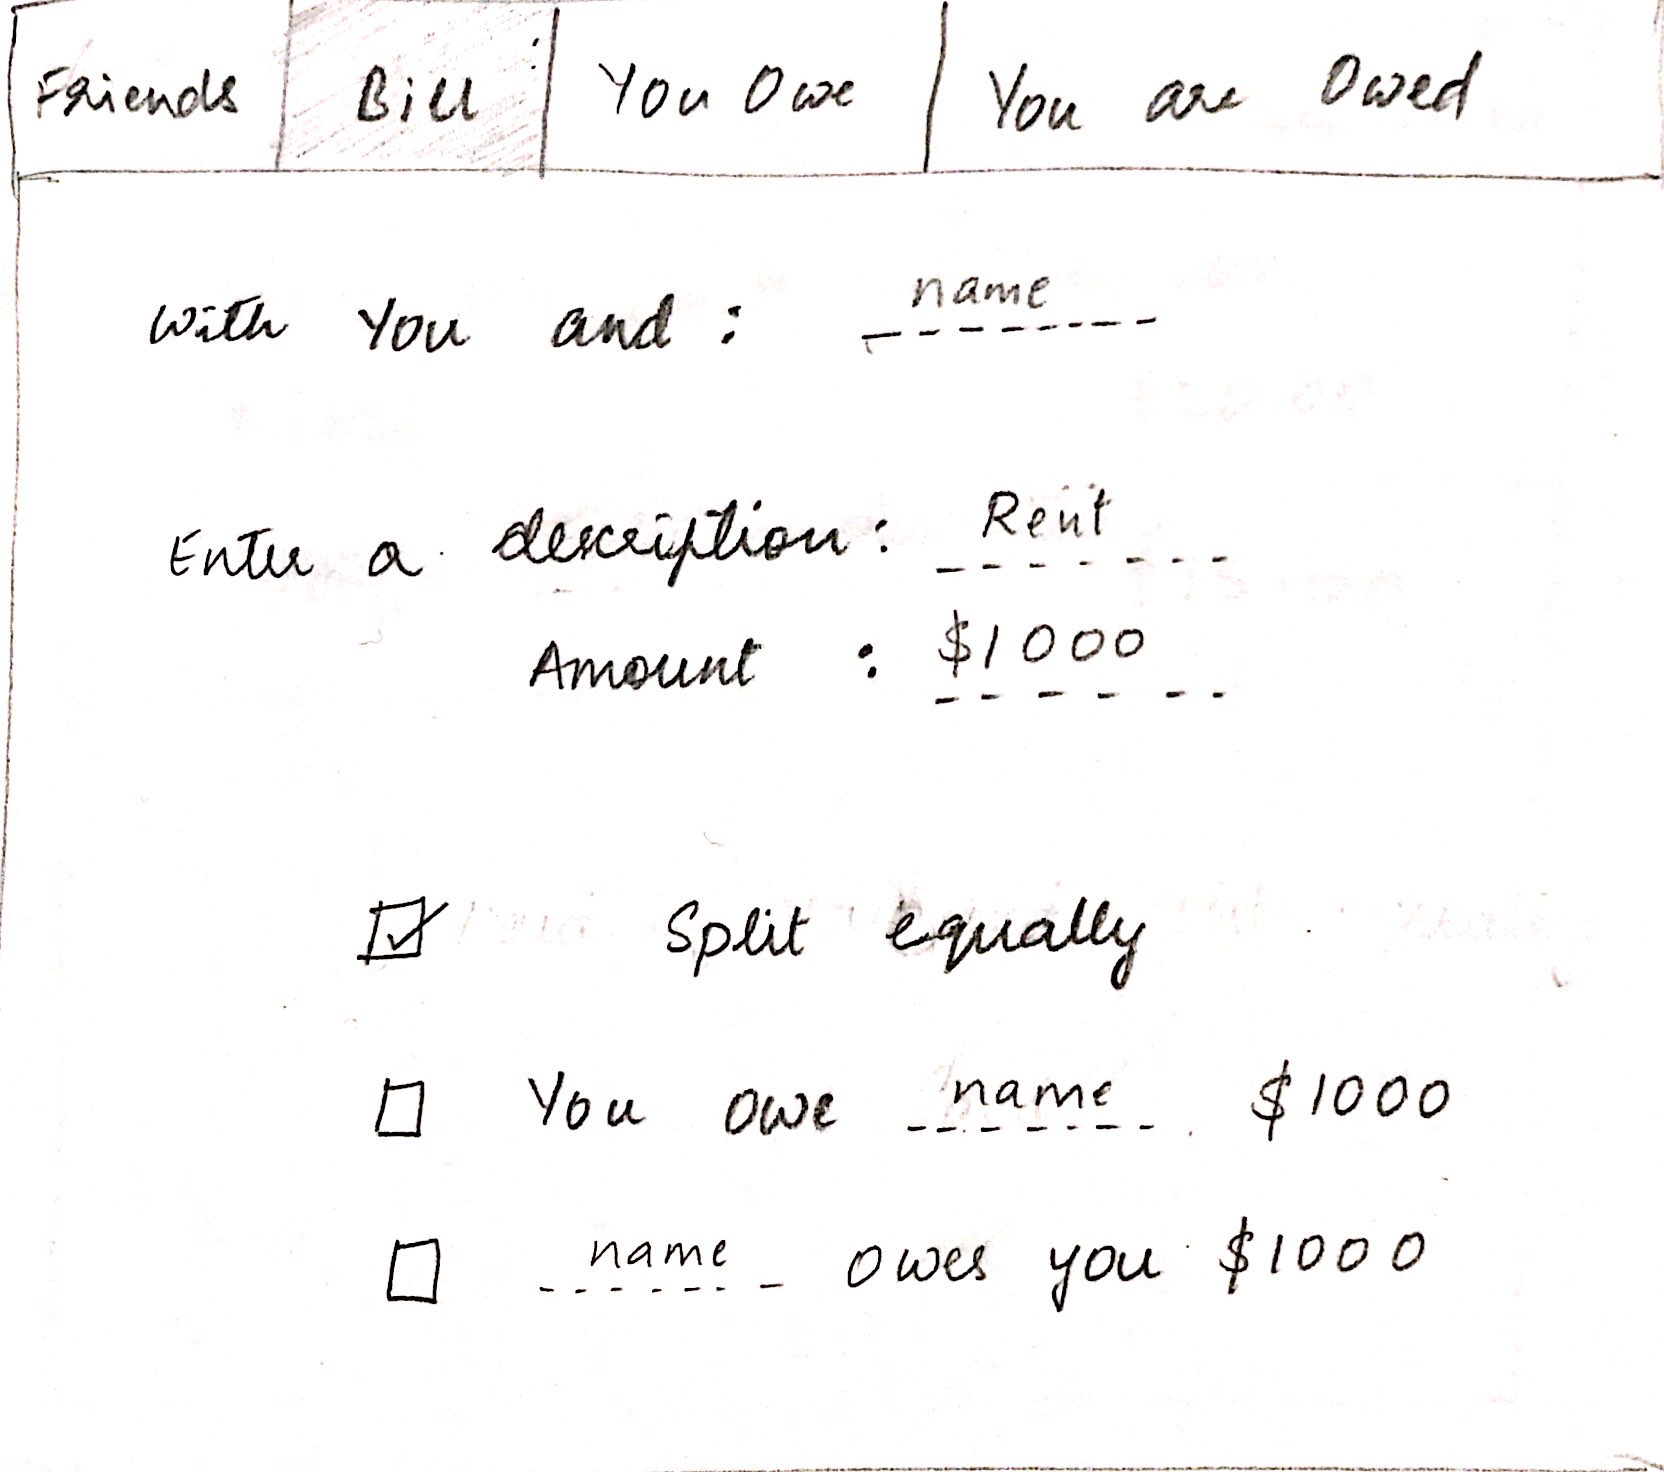 Friends Bill You Owe You are Owed
With You and : name
Enter a description: Rent
Amount : $1000
Split equally
You owe name $1000
name owes you $1000